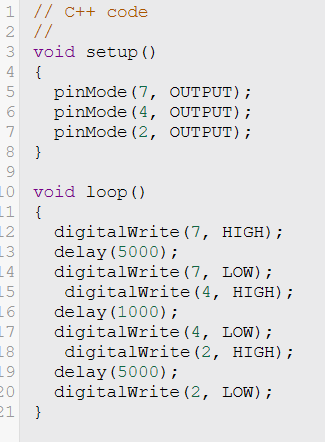 1 // C++ code
2 //
3 void setup()
4 {
5   pinMode(7, OUTPUT);
6   pinMode(4, OUTPUT);
7   pinMode(2, OUTPUT);
8 }
9
10 void loop()
11 {
12   digitalWrite(7, HIGH);
13   delay(5000);
14   digitalWrite(7, LOW);
15    digitalWrite(4, HIGH);
16   delay(1000);
17   digitalWrite(4, LOW);
18    digitalWrite(2, HIGH);
19   delay(5000);
20   digitalWrite(2, LOW);
21 }